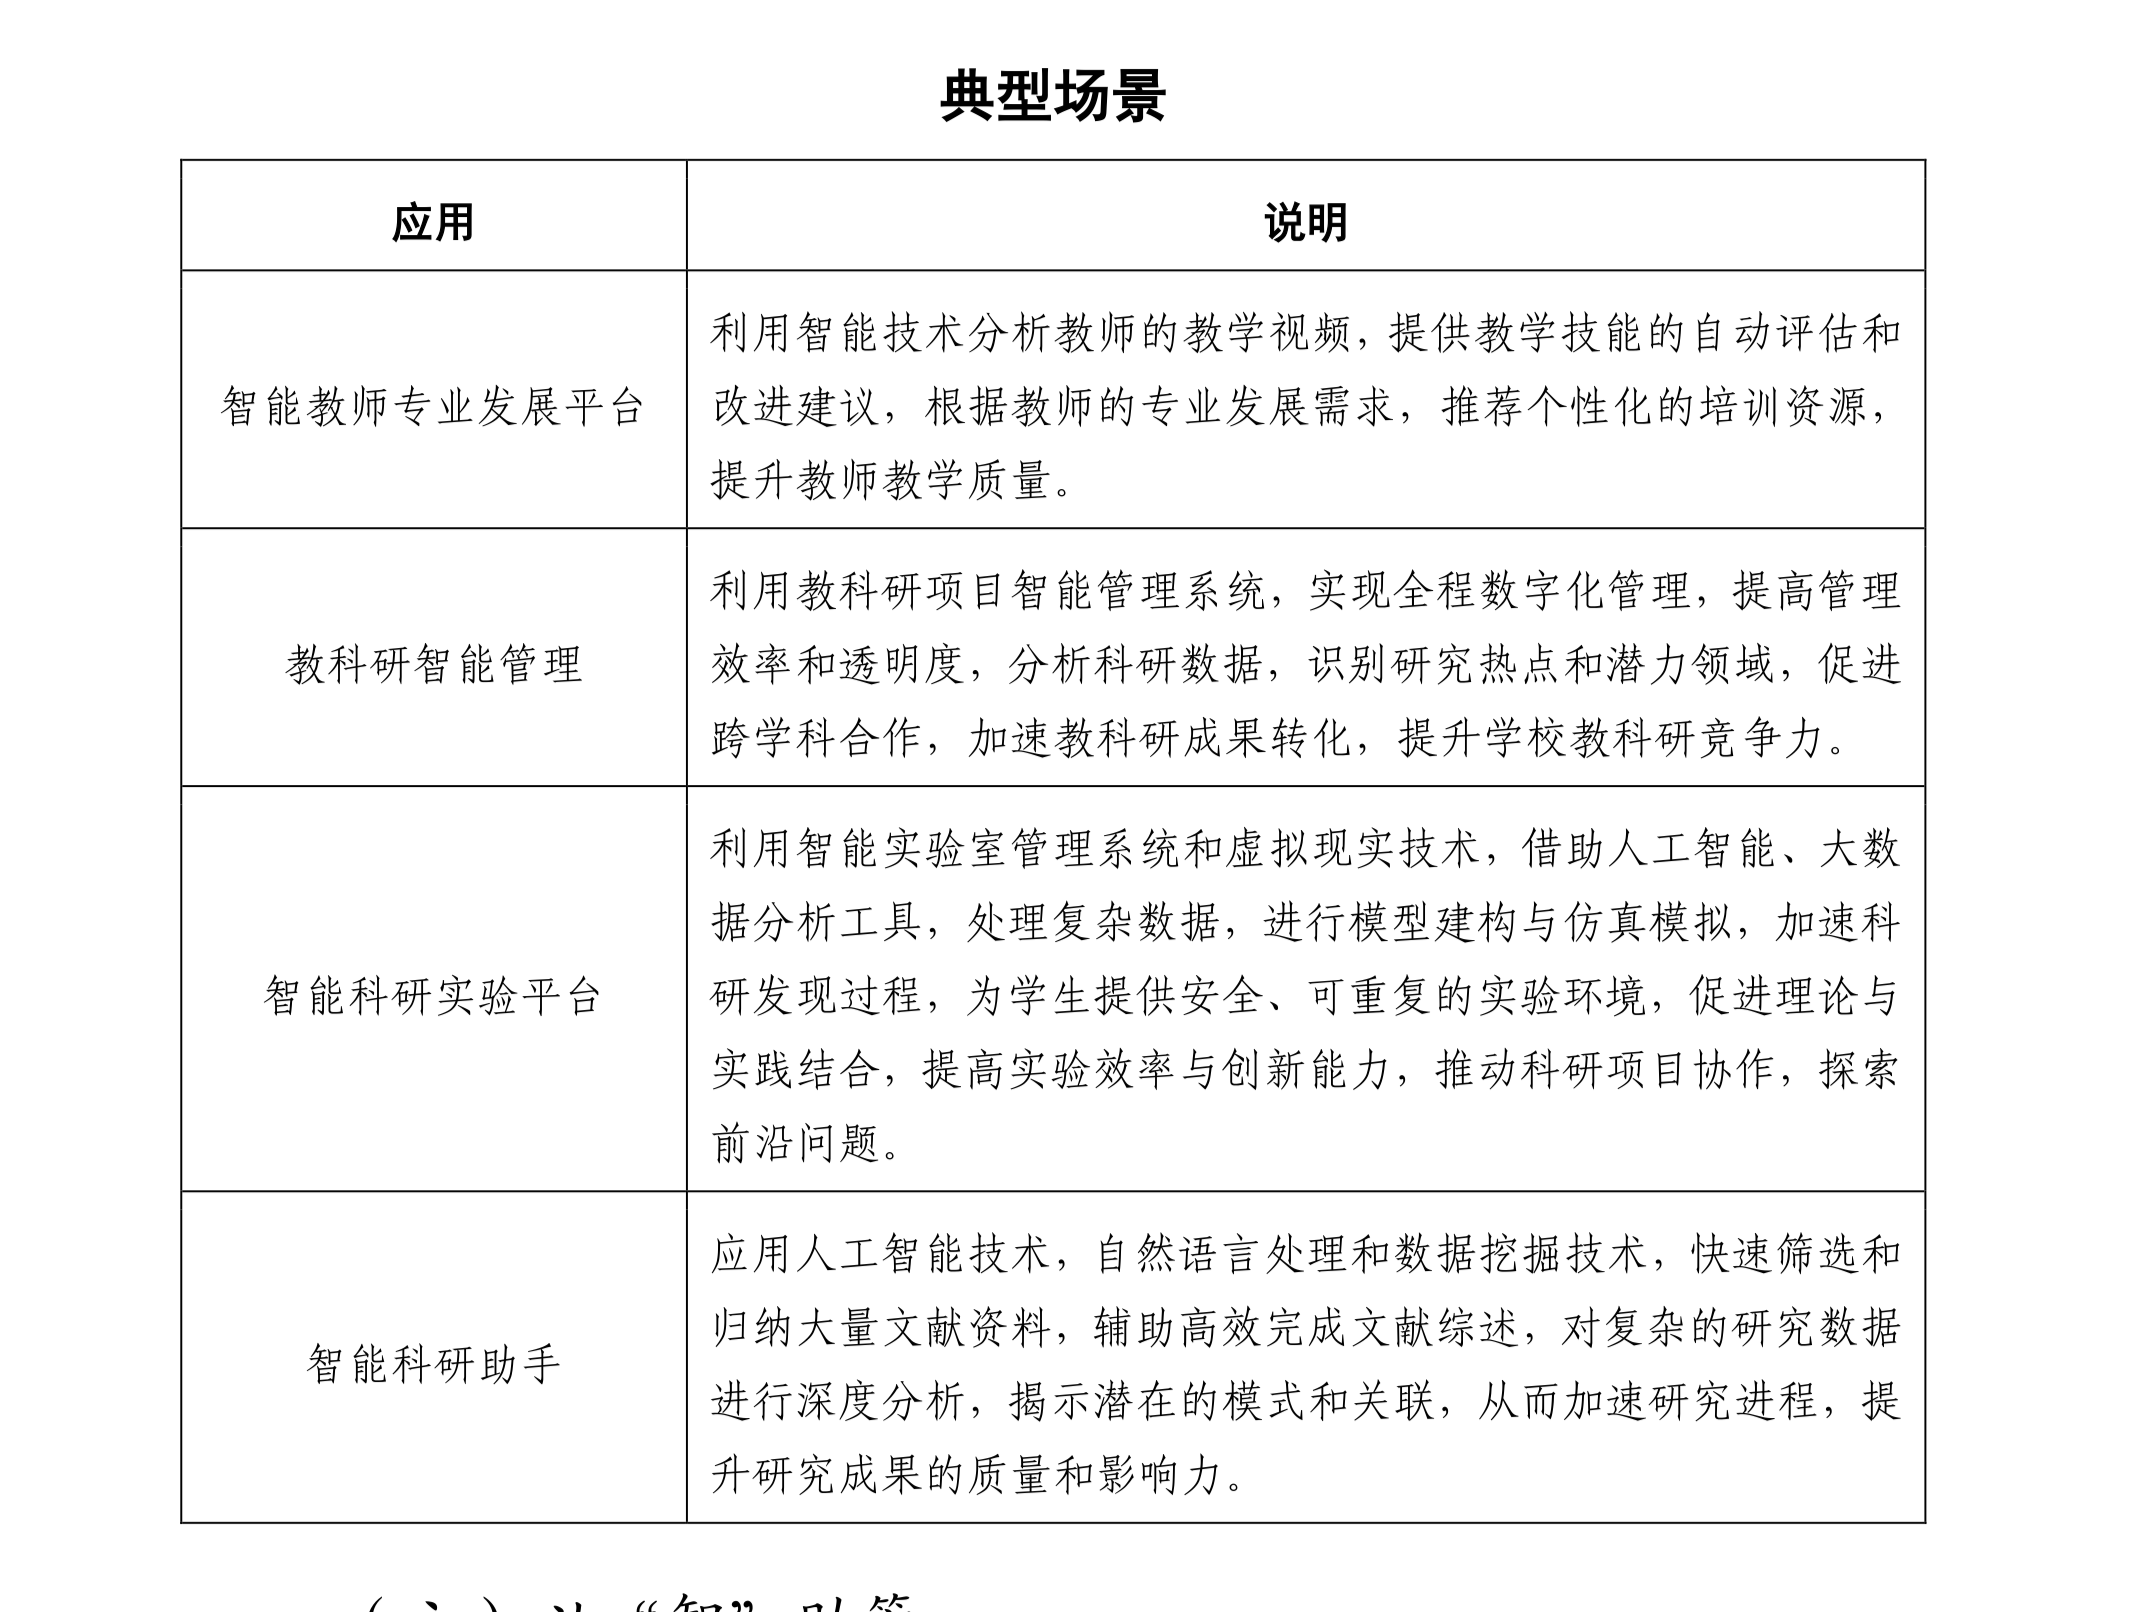 典型场景
应用
说明
智能教师专业发展平台
利用智能技术分析教师的教学视频，提供教学技能的自动评估和
改进建议，根据教师的专业发展需求，推荐个性化的培训资源，
提升教师教学质量。
教科研智能管理
利用教科研项目智能管理系统，实现全程数字化管理，提高管理
效率和透明度，分析科研数据，识别研究热点和潜力领域，促进
跨学科合作，加速教科研成果转化，提升学校教科研竞争力。
智能科研实验平台
利用智能实验室管理系统和虚拟现实技术，借助人工智能、大数
据分析工具，处理复杂数据，进行模型建构与仿真模拟，加速科
研发现过程，为学生提供安全、可重复的实验环境，促进理论与
实践结合，提高实验效率与创新能力，推动科研项目协作，探索
前沿问题。
智能科研助手
应用人工智能技术，自然语言处理和数据挖掘技术，快速筛选和
归纳大量文献资料，辅助高效完成文献综述，对复杂的研究数据
进行深度分析，揭示潜在的模式和关联，从而加速研究进程，提
升研究成果的质量和影响力。